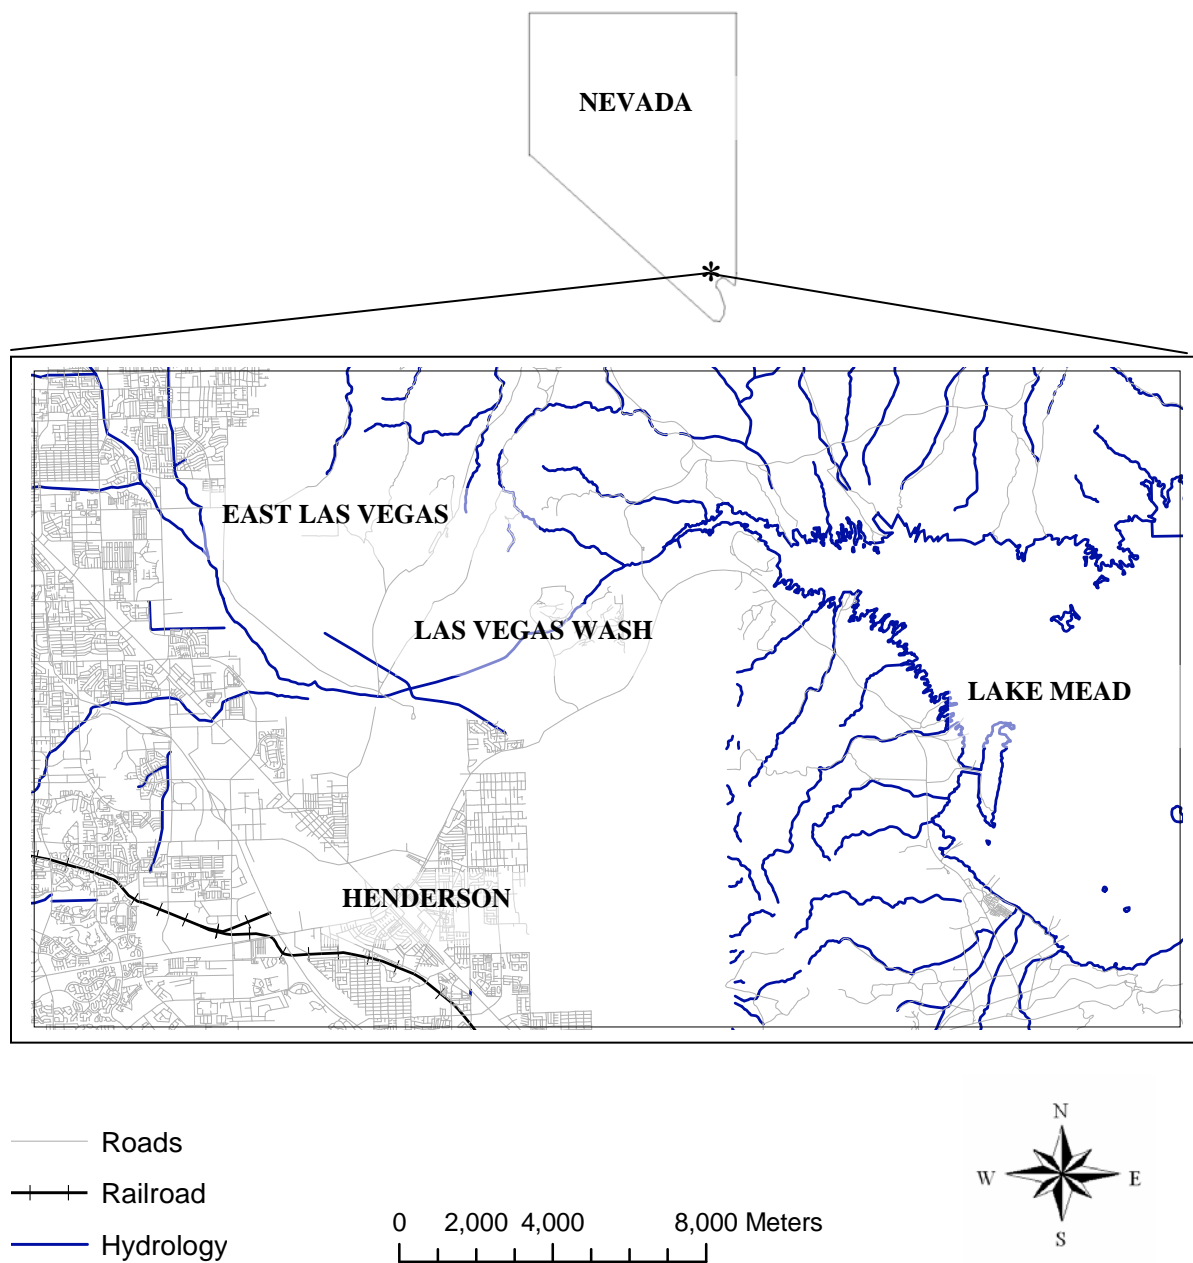 NEVADA
*
EAST LAS VEGAS
LAS VEGAS WASH
LAKE MEAD
HENDERSON
Roads
Railroad
Hydrology
0 2,000 4,000 8,000 Meters
N
W E
S